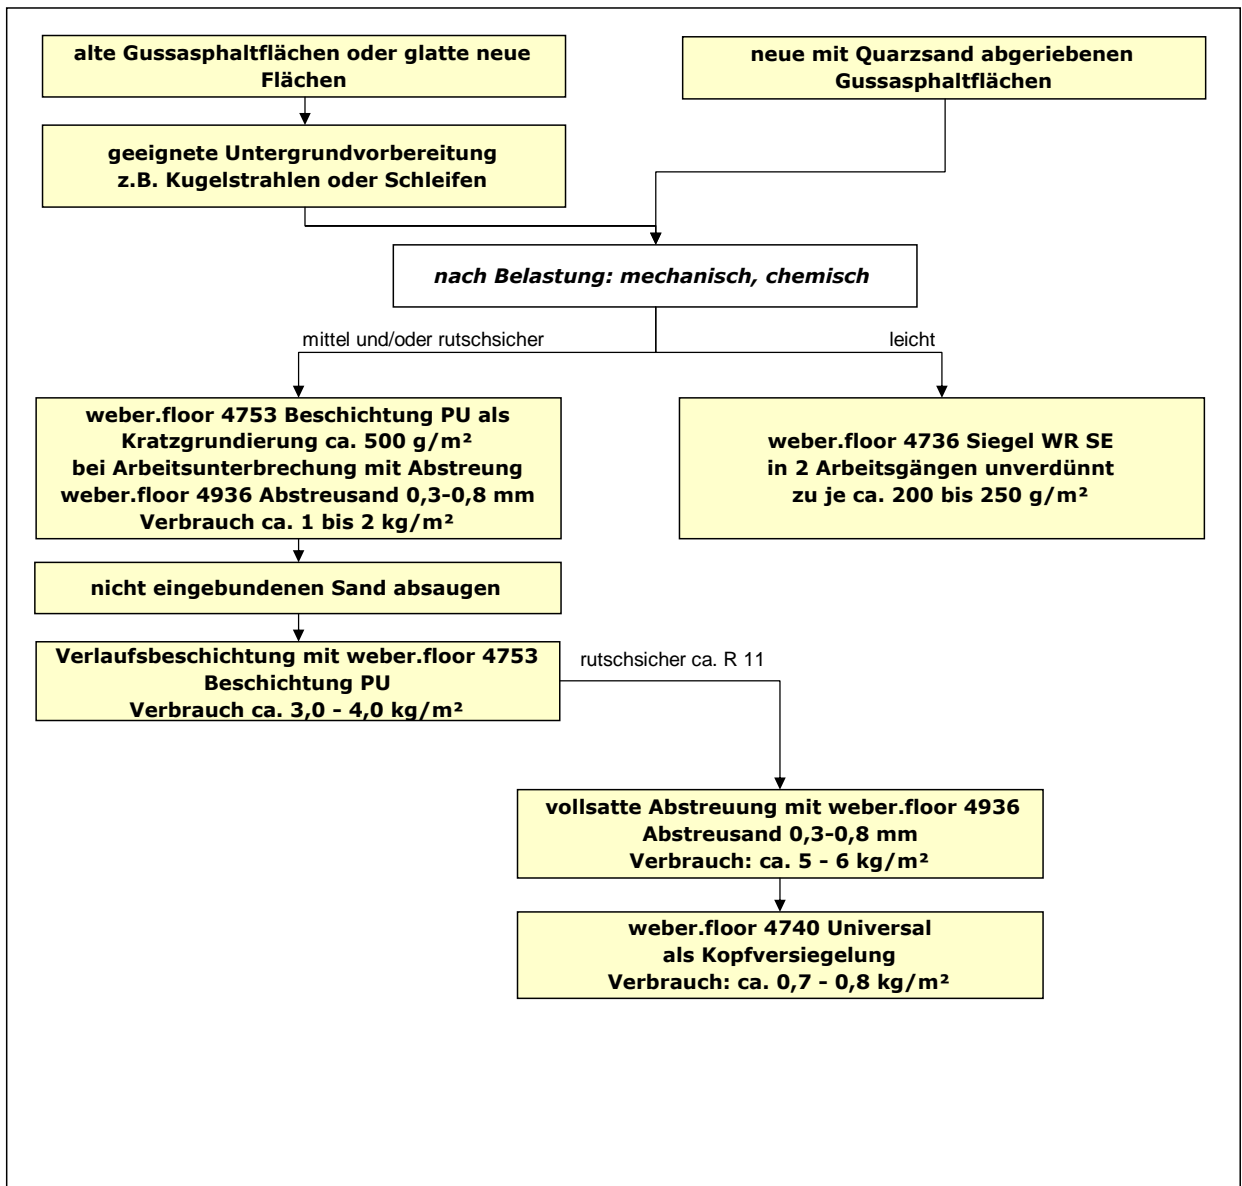 alte Gussasphaltflächen oder glatte neue
Flächen
neue mit Quarzsand abgeriebenen
Gussasphaltflächen
geeignete Untergrundvorbereitung
z.B. Kugelstrahlen oder Schleifen
nach Belastung: mechanisch, chemisch
mittel und/oder rutschsicher
leicht
weber.floor 4753 Beschichtung PU als
Kratzgrundierung ca. 500 g/m²
bei Arbeitsunterbrechung mit Abstreung
weber.floor 4936 Abstreusand 0,3-0,8 mm
Verbrauch ca. 1 bis 2 kg/m²
weber.floor 4736 Siegel WR SE
in 2 Arbeitsgängen unverdünnt
zu je ca. 200 bis 250 g/m²
nicht eingebundenen Sand absaugen
Verlaufsbeschichtung mit weber.floor 4753
Beschichtung PU
Verbrauch ca. 3,0 - 4,0 kg/m²
rutschsicher ca. R 11
vollsatte Abstreuung mit weber.floor 4936
Abstreusand 0,3-0,8 mm
Verbrauch: ca. 5 - 6 kg/m²
weber.floor 4740 Universal
als Kopfversiegelung
Verbrauch: ca. 0,7 - 0,8 kg/m²